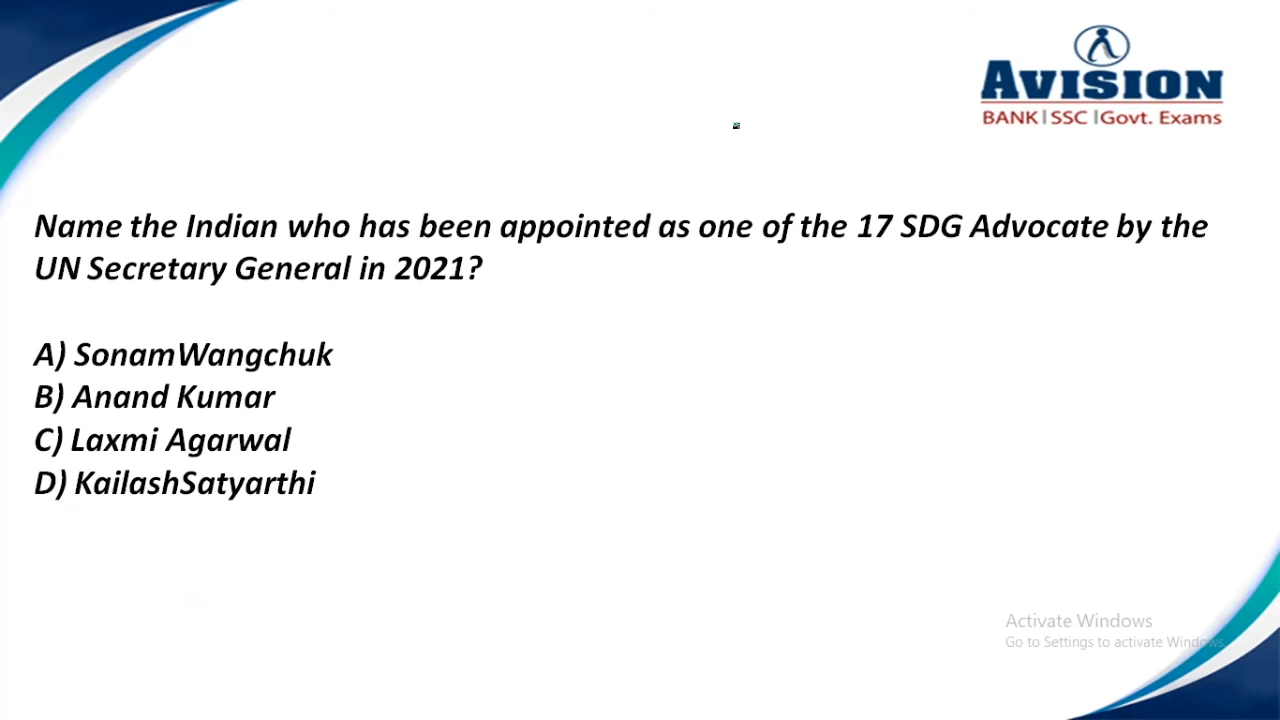 AVISION
BANK | SSC | Govt. Exams
Name the Indian who has been appointed as one of the 17 SDG Advocate by the
UN Secretary General in 2021?
A) SonamWangchuk
B) Anand Kumar
C) Laxmi Agarwal
D) KailashSatyarthi
Activate Windows
Go to Settings to activate Windows.